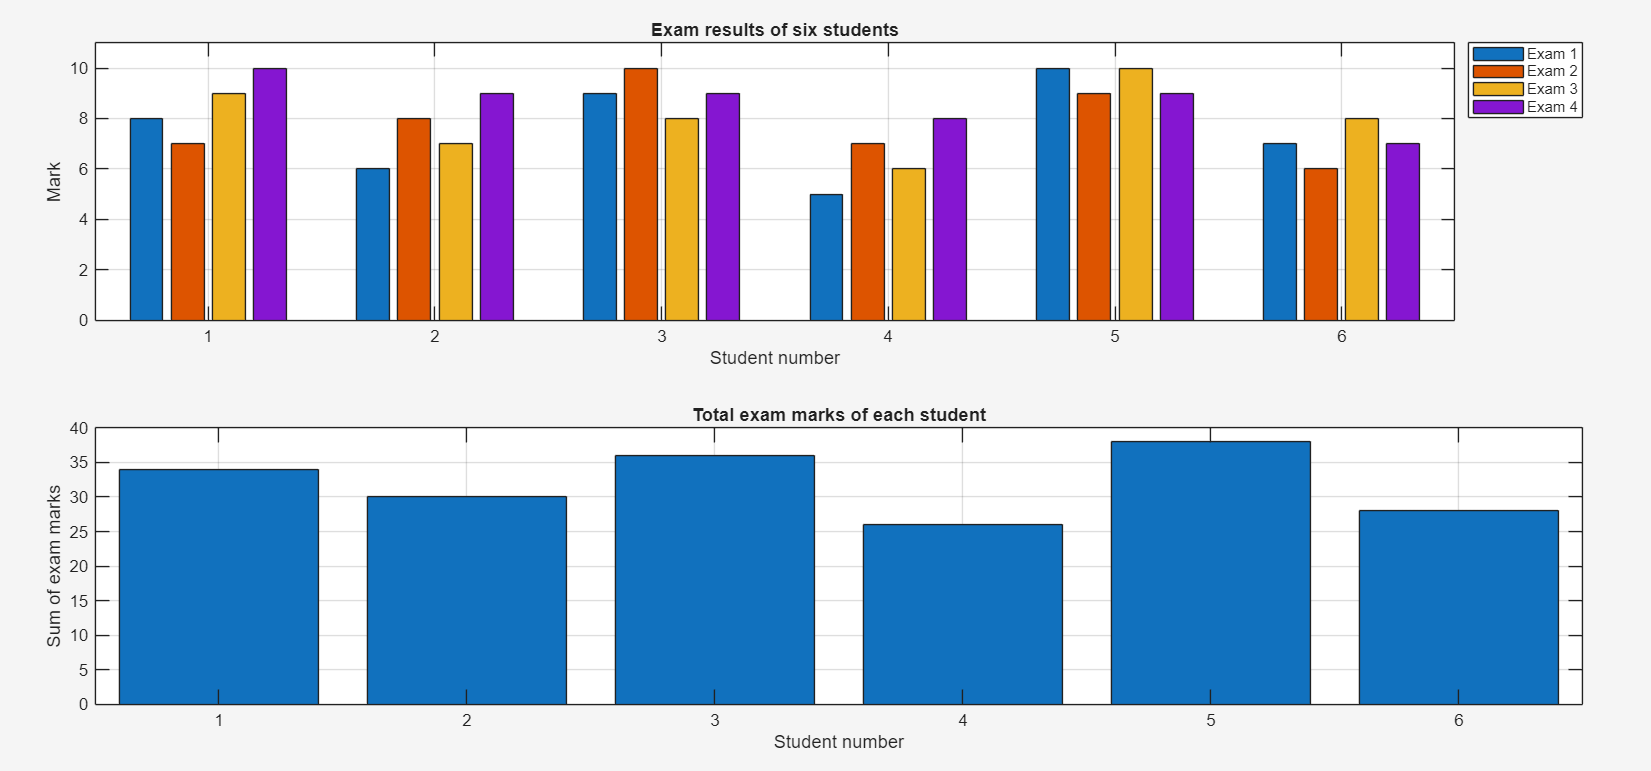 Exam results of six students
10
8
6
4
2
0
Mark
1 2 3 4 5 6
Student number
Exam 1
Exam 2
Exam 3
Exam 4
Total exam marks of each student
40
35
30
25
20
15
10
5
0
Sum of exam marks
1 2 3 4 5 6
Student number